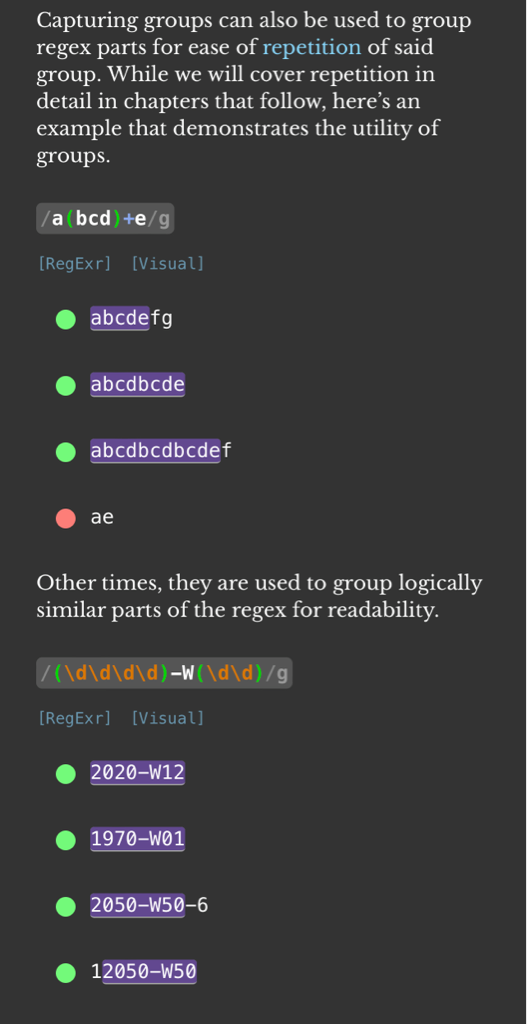 Capturing groups can also be used to group
regex parts for ease of repetition of said
group. While we will cover repetition in
detail in chapters that follow, here’s an
example that demonstrates the utility of
groups.
/a(bcd)+e/g
[RegExr] [Visual]
abcdefg
abcdbcde
abcdbcdbcdef
ae
Other times, they are used to group logically
similar parts of the regex for readability.
/(\d\d\d\d)-W(\d\d)/g
[RegExr] [Visual]
2020-W12
1970-W01
2050-W50-6
12050-W50